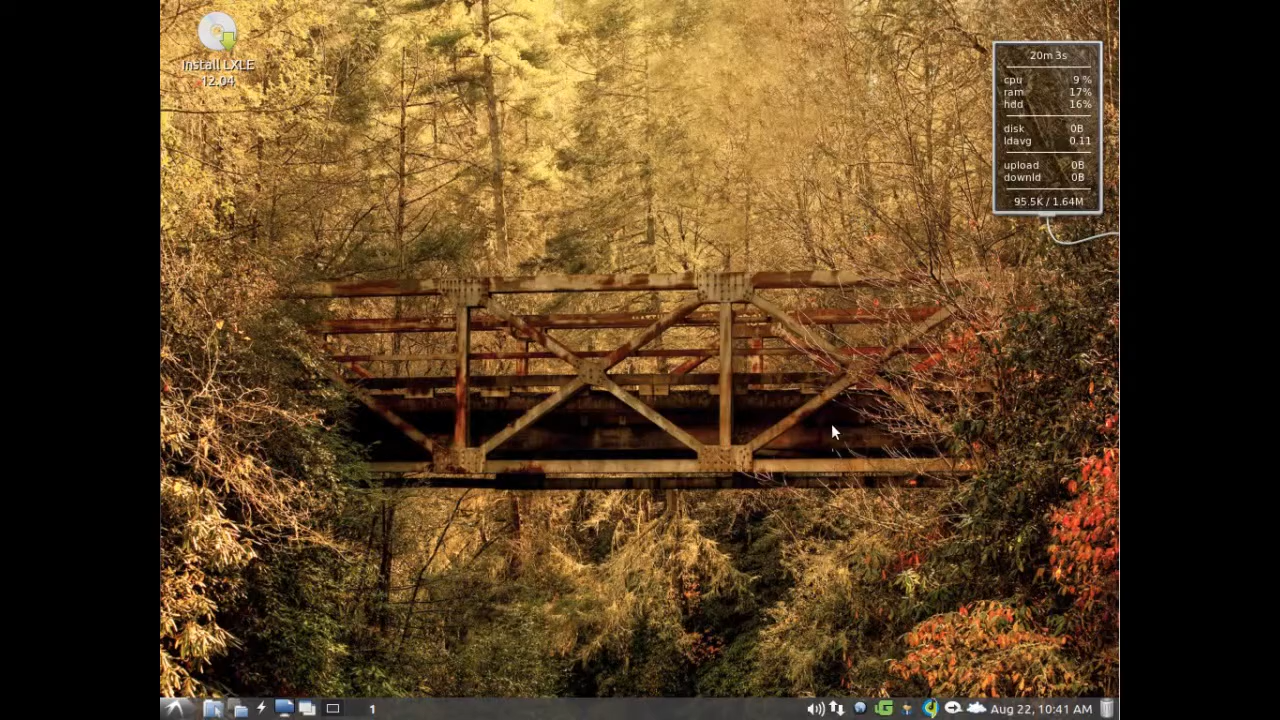 Install LXLE
12.04
20m 3s
cpu 9 %
ram 17%
hdd 16%
disk 0B
ldavg 0.11
upload 0B
downld 0B
95.5K / 1.64M
1
Aug 22, 10:41 AM